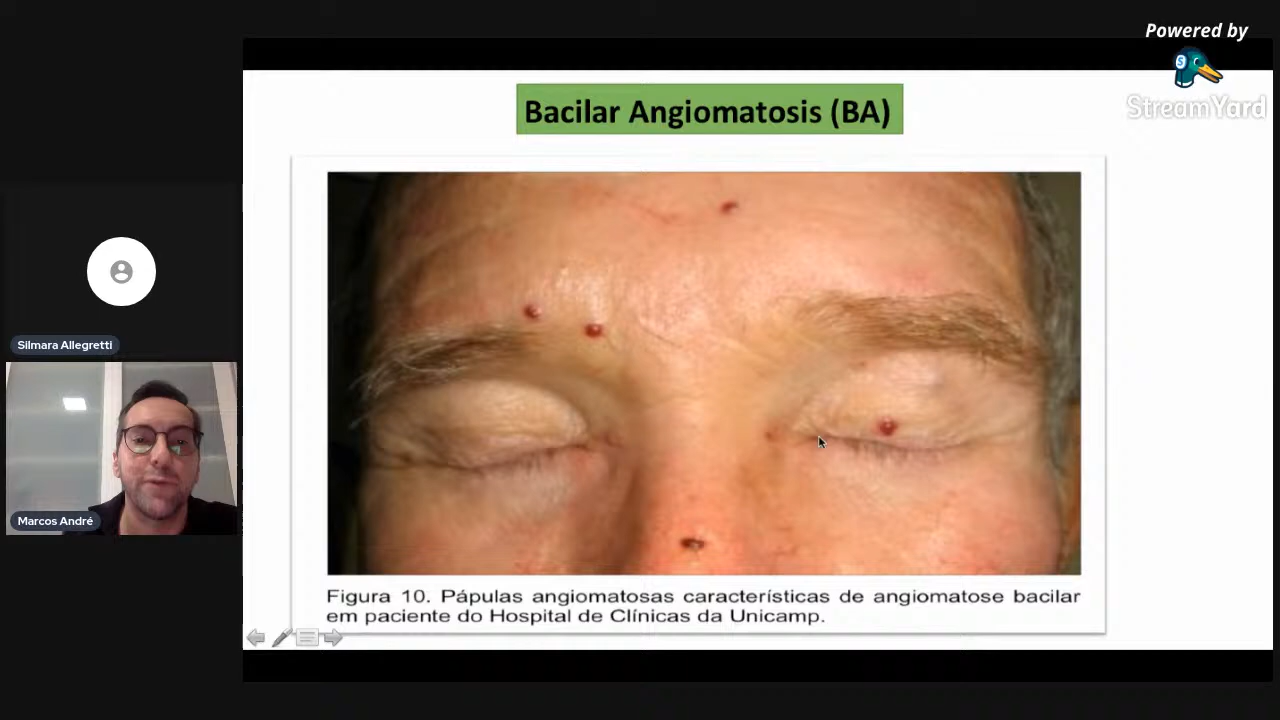 Powered by
StreamYard
Bacilar Angiomatosis (BA)
Silmara Allegretti
Marcos André
Figura 10. Pápulas angiomatosas características de angiomatose bacilar
em paciente do Hospital de Clínicas da Unicamp.